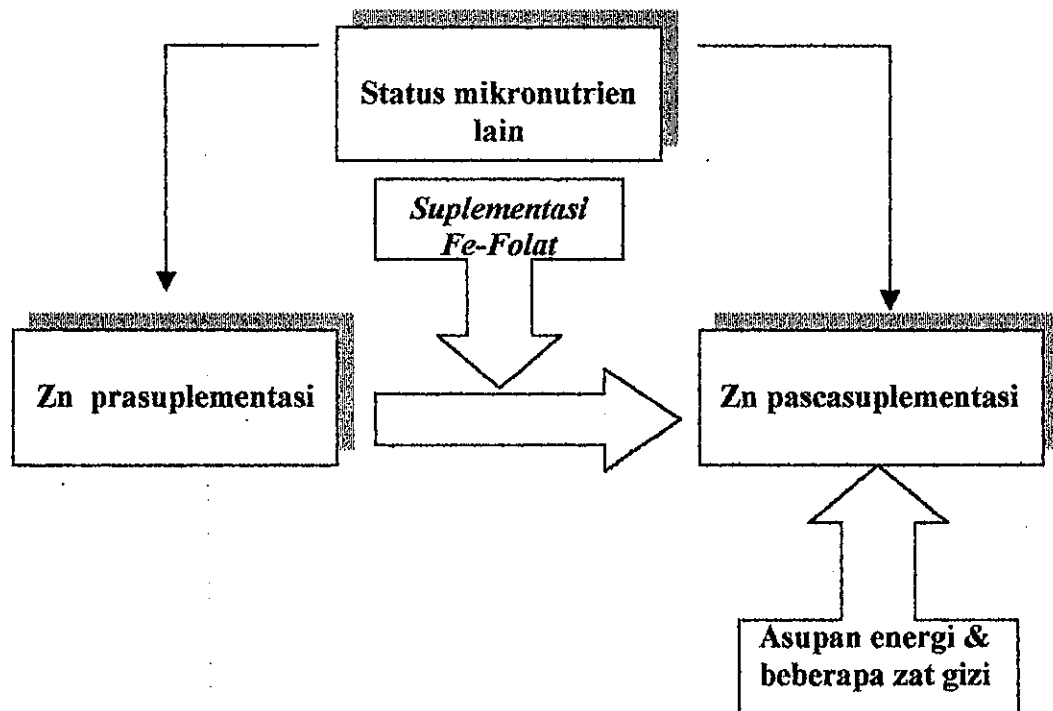 Status mikronutrien
lain
Suplementasi
Fe-Folat
Zn prasuplementasi
Zn pascasuplementasi
Asupan energi &
beberapa zat gizi